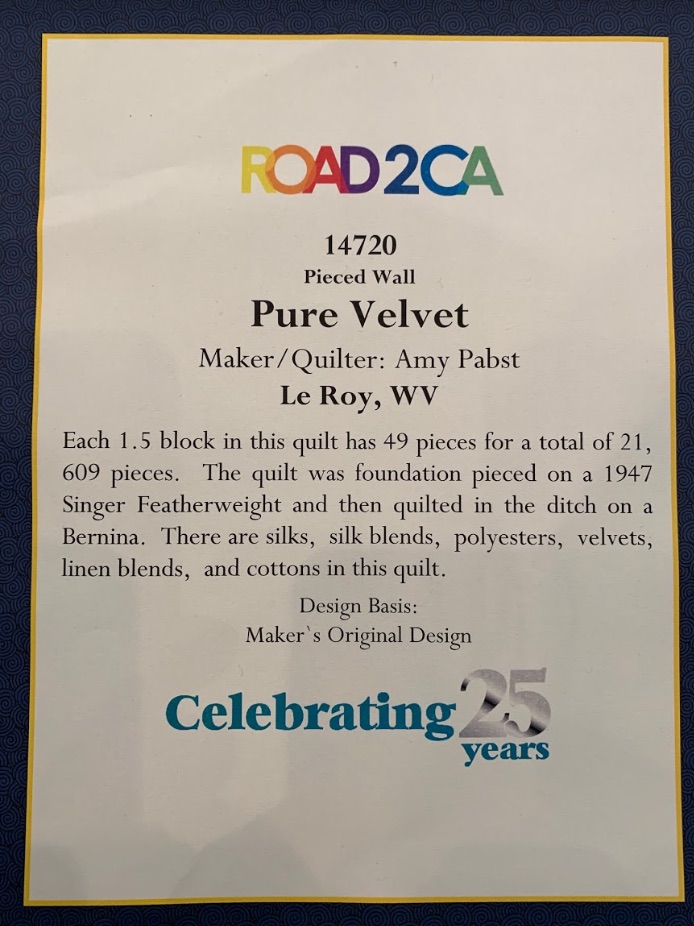 ROAD2CA
14720
Pieced Wall
Pure Velvet
Maker/Quilter: Amy Pabst
Le Roy, WV
Each 1.5 block in this quilt has 49 pieces for a total of 21,
609 pieces. The quilt was foundation pieced on a 1947
Singer Featherweight and then quilted in the ditch on a
Bernina. There are silks, silk blends, polyesters, velvets,
linen blends, and cottons in this quilt.
Design Basis:
Maker`s Original Design
Celebrating 25
years